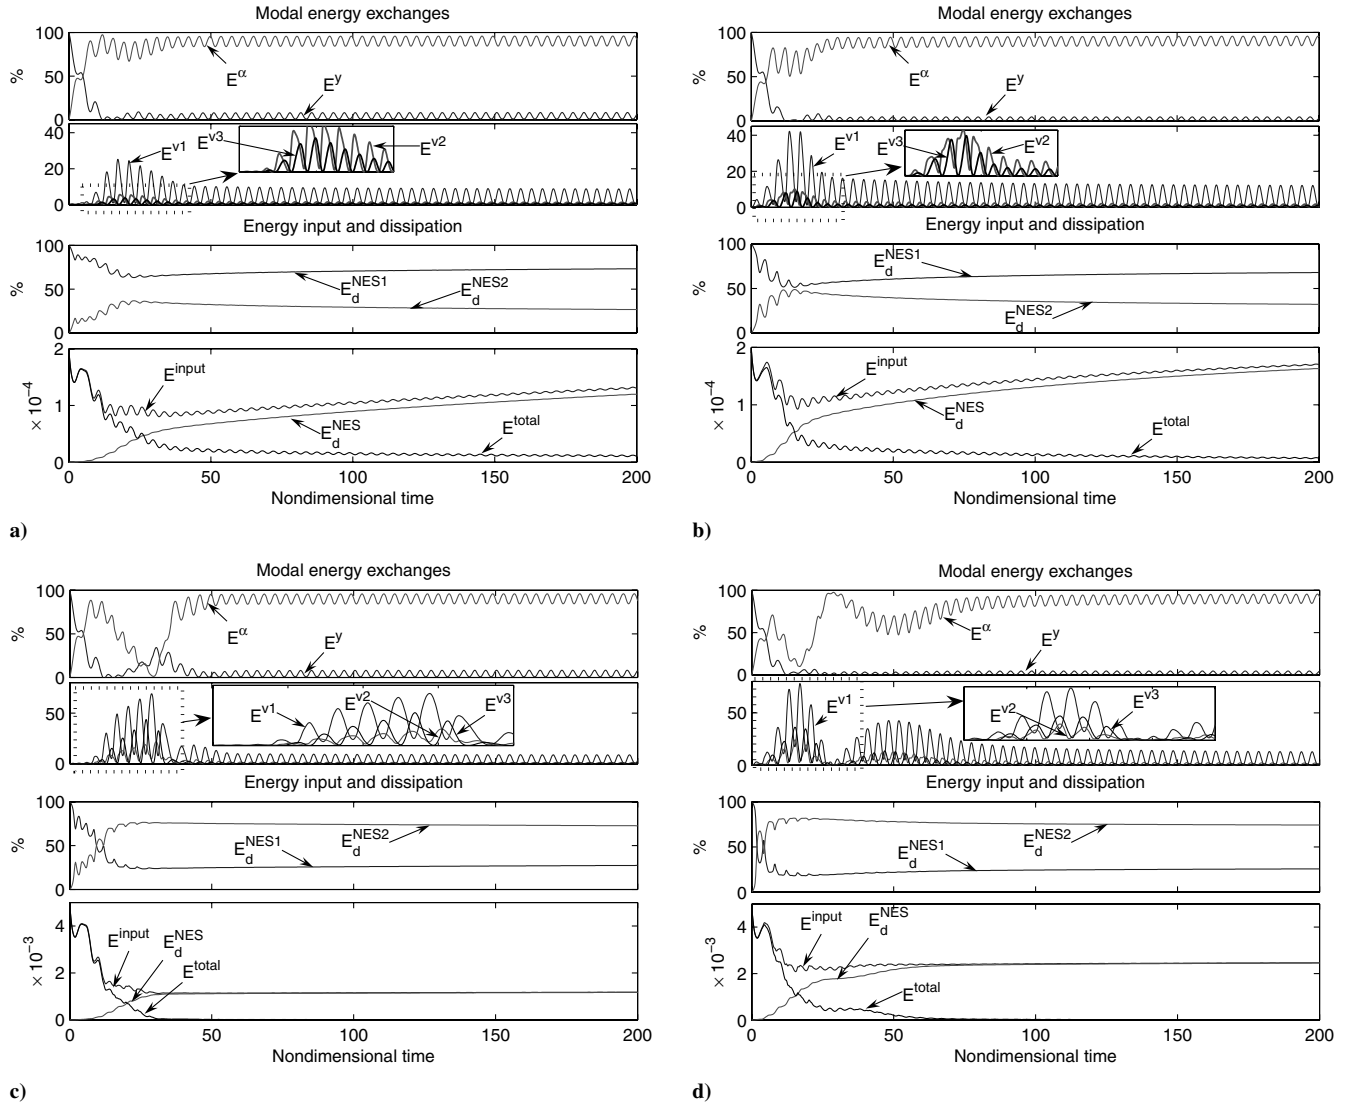 Modal energy exchanges
100
50
0
%
E^α
E^y
40
20
0
E^v1
E^v3
E^v2
Energy input and dissipation
100
50
0
%
E_d^NES1
E_d^NES2
2
1
0
× 10^−4
E^input
E_d^NES
E^total
0 50 100 150 200
Nondimensional time
a)
Modal energy exchanges
100
50
0
%
E^α
E^y
40
20
0
E^v1
E^v3
E^v2
Energy input and dissipation
100
50
0
%
E_d^NES1
E_d^NES2
2
1
0
× 10^−4
E^input
E_d^NES
E^total
0 50 100 150 200
Nondimensional time
b)
Modal energy exchanges
100
50
0
%
E^α
E^y
50
0
E^v1
E^v2
E^v3
Energy input and dissipation
100
50
0
%
E_d^NES1
E_d^NES2
4
2
0
× 10^−3
E^input
E_d^NES
E^total
0 50 100 150 200
Nondimensional time
c)
Modal energy exchanges
100
50
0
%
E^α
E^y
50
0
E^v1
E^v2
E^v3
Energy input and dissipation
100
50
0
%
E_d^NES2
E_d^NES1
4
2
0
× 10^−3
E^input
E_d^NES
E^total
0 50 100 150 200
Nondimensional time
d)